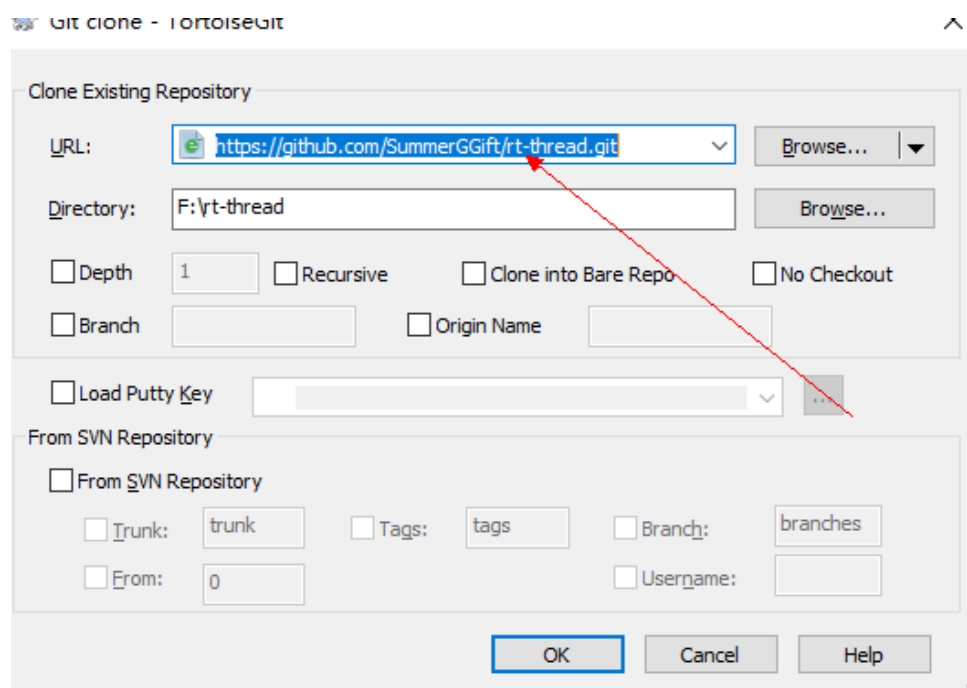 Git clone - TortoiseGit
Clone Existing Repository
URL: https://github.com/SummerGGift/rt-thread.git Browse...
Directory: F:\rt-thread Browse...
Depth 1 Recursive Clone into Bare Repo No Checkout
Branch Origin Name
Load Putty Key ...
From SVN Repository
From SVN Repository
Trunk: trunk Tags: tags Branch: branches
From: 0 Username:
OK Cancel Help